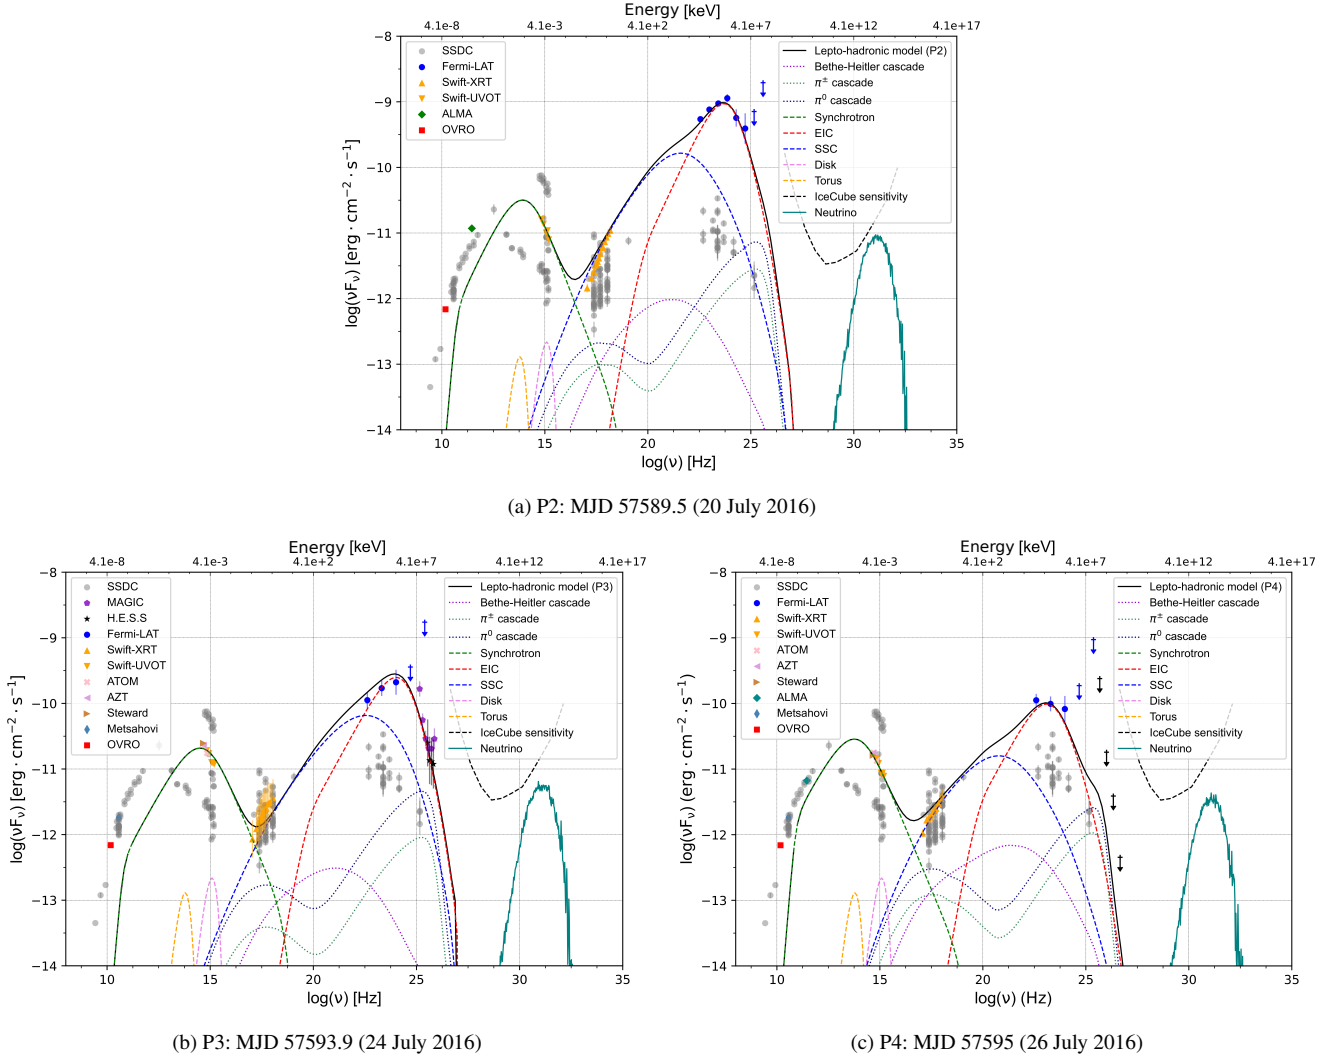 Energy [keV]
4.1e-8 4.1e-3 4.1e+2 4.1e+7 4.1e+12 4.1e+17
−8
−9
−10
−11
−12
−13
−14
log(νFν) [erg · cm−2 · s−1]
SSDC
Fermi-LAT
Swift-XRT
Swift-UVOT
ALMA
OVRO
Lepto-hadronic model (P2)
Bethe-Heitler cascade
π± cascade
π0 cascade
Synchrotron
EIC
SSC
Disk
Torus
IceCube sensitivity
Neutrino
10 15 20 25 30 35
log(ν) [Hz]
(a) P2: MJD 57589.5 (20 July 2016)
Energy [keV]
4.1e-8 4.1e-3 4.1e+2 4.1e+7 4.1e+12 4.1e+17
−8
−9
−10
−11
−12
−13
−14
log(νFν) [erg · cm−2 · s−1]
SSDC
MAGIC
H.E.S.S
Fermi-LAT
Swift-XRT
Swift-UVOT
ATOM
AZT
Steward
Metsahovi
OVRO
Lepto-hadronic model (P3)
Bethe-Heitler cascade
π± cascade
π0 cascade
Synchrotron
EIC
SSC
Disk
Torus
IceCube sensitivity
Neutrino
10 15 20 25 30 35
log(ν) [Hz]
(b) P3: MJD 57593.9 (24 July 2016)
Energy [keV]
4.1e-8 4.1e-3 4.1e+2 4.1e+7 4.1e+12 4.1e+17
−8
−9
−10
−11
−12
−13
−14
log(νFν) (erg · cm−2 · s−1)
SSDC
Fermi-LAT
Swift-XRT
Swift-UVOT
ATOM
AZT
Steward
ALMA
Metsahovi
OVRO
Lepto-hadronic model (P4)
Bethe-Heitler cascade
π± cascade
π0 cascade
Synchrotron
EIC
SSC
Disk
Torus
IceCube sensitivity
Neutrino
10 15 20 25 30 35
log(ν) (Hz)
(c) P4: MJD 57595 (26 July 2016)